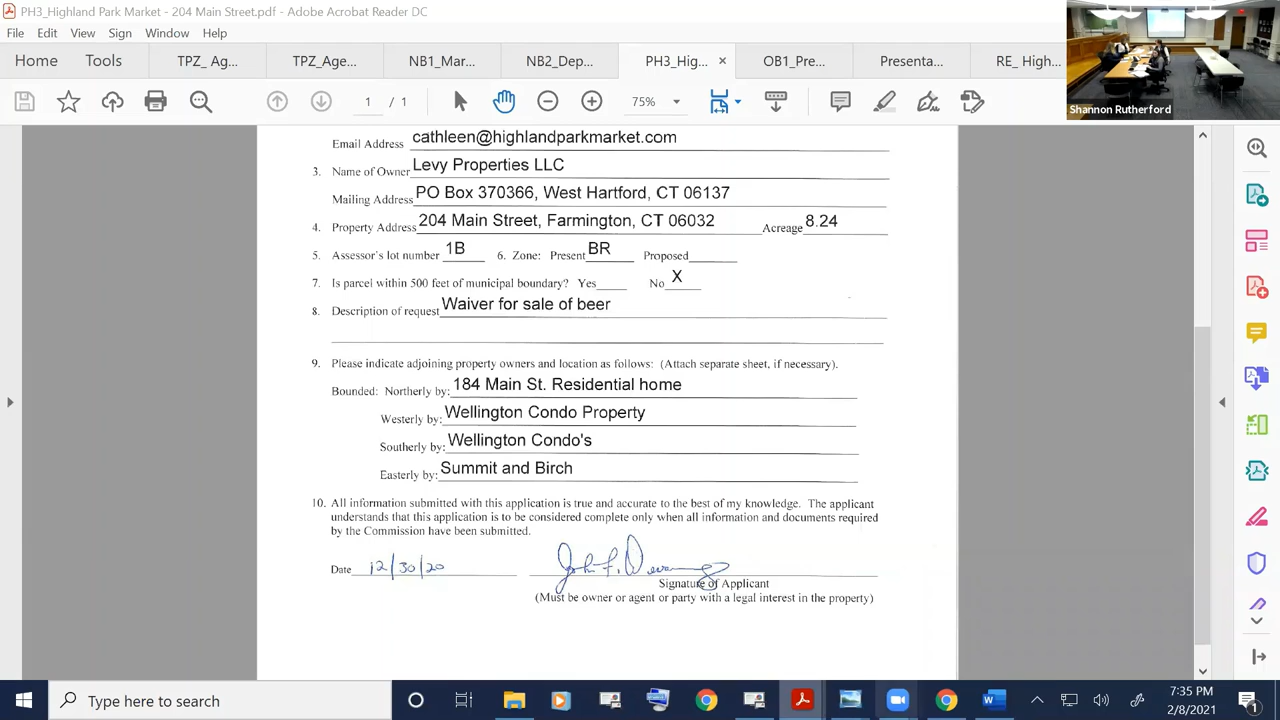 PH3_Highland Park Market - 204 Main Street.pdf - Adobe Acrobat Reader DC
File Edit View Sign Window Help
Shannon Rutherford
Home Tools TPZ_ Ag... TPZ_Agee... NB1_Mar... NB2_Dep... PH3_Hig... × OB1_Pre... Presenta... RE_ High...
1 / 1 75%
Email Address cathleen@highlandparkmarket.com
3. Name of Owner Levy Properties LLC
Mailing Address PO Box 370366, West Hartford, CT 06137
4. Property Address 204 Main Street, Farmington, CT 06032 Acreage 8.24
5. Assessor's lot number 1B 6. Zone: Present BR Proposed
7. Is parcel within 500 feet of municipal boundary? Yes No X
8. Description of request Waiver for sale of beer
9. Please indicate adjoining property owners and location as follows: (Attach separate sheet, if necessary).
Bounded: Northerly by: 184 Main St. Residential home
Westerly by: Wellington Condo Property
Southerly by: Wellington Condo's
Easterly by: Summit and Birch
10. All information submitted with this application is true and accurate to the best of my knowledge. The applicant
understands that this application is to be considered complete only when all information and documents required
by the Commission have been submitted.
Date 12/30/20
Signature of Applicant
(Must be owner or agent or party with a legal interest in the property)
Type here to search
7:35 PM
2/8/2021
1